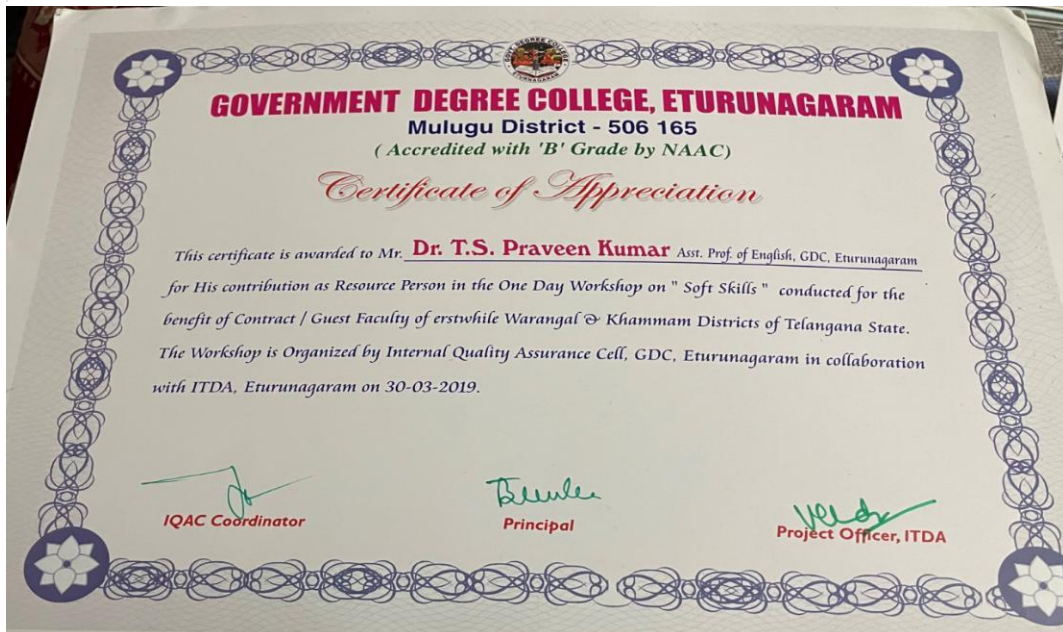 GOVT. DEGREE COLLEGE
ETURNAGARAM
GOVERNMENT DEGREE COLLEGE, ETURUNAGARAM
Mulugu District - 506 165
( Accredited with 'B' Grade by NAAC)
Certificate of Appreciation
This certificate is awarded to Mr. Dr. T.S. Praveen Kumar Asst. Prof. of English, GDC, Eturunagaram
for His contribution as Resource Person in the One Day Workshop on " Soft Skills " conducted for the
benefit of Contract / Guest Faculty of erstwhile Warangal & Khammam Districts of Telangana State.
The Workshop is Organized by Internal Quality Assurance Cell, GDC, Eturunagaram in collaboration
with ITDA, Eturunagaram on 30-03-2019.
IQAC Coordinator
Principal
Project Officer, ITDA